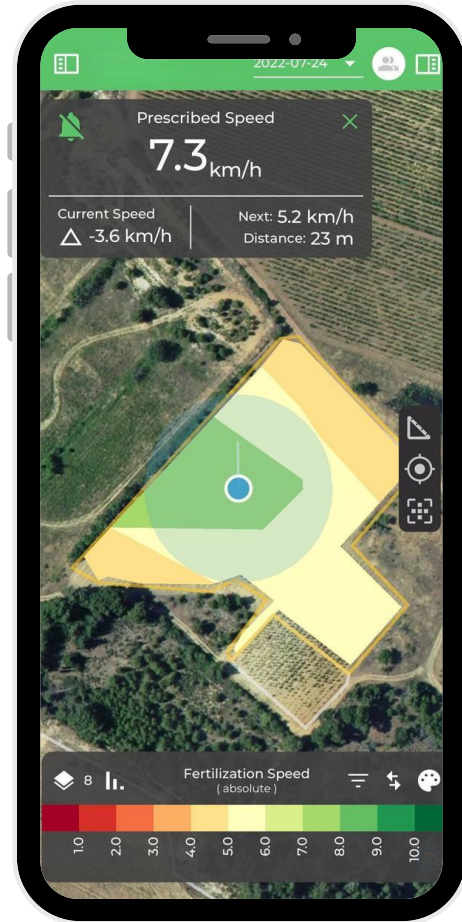 2022-07-24
Prescribed Speed
7.3 km/h
Current Speed
△ -3.6 km/h
Next: 5.2 km/h
Distance: 23 m
8
Fertilization Speed
( absolute )
1.0 2.0 3.0 4.0 5.0 6.0 7.0 8.0 9.0 10.0